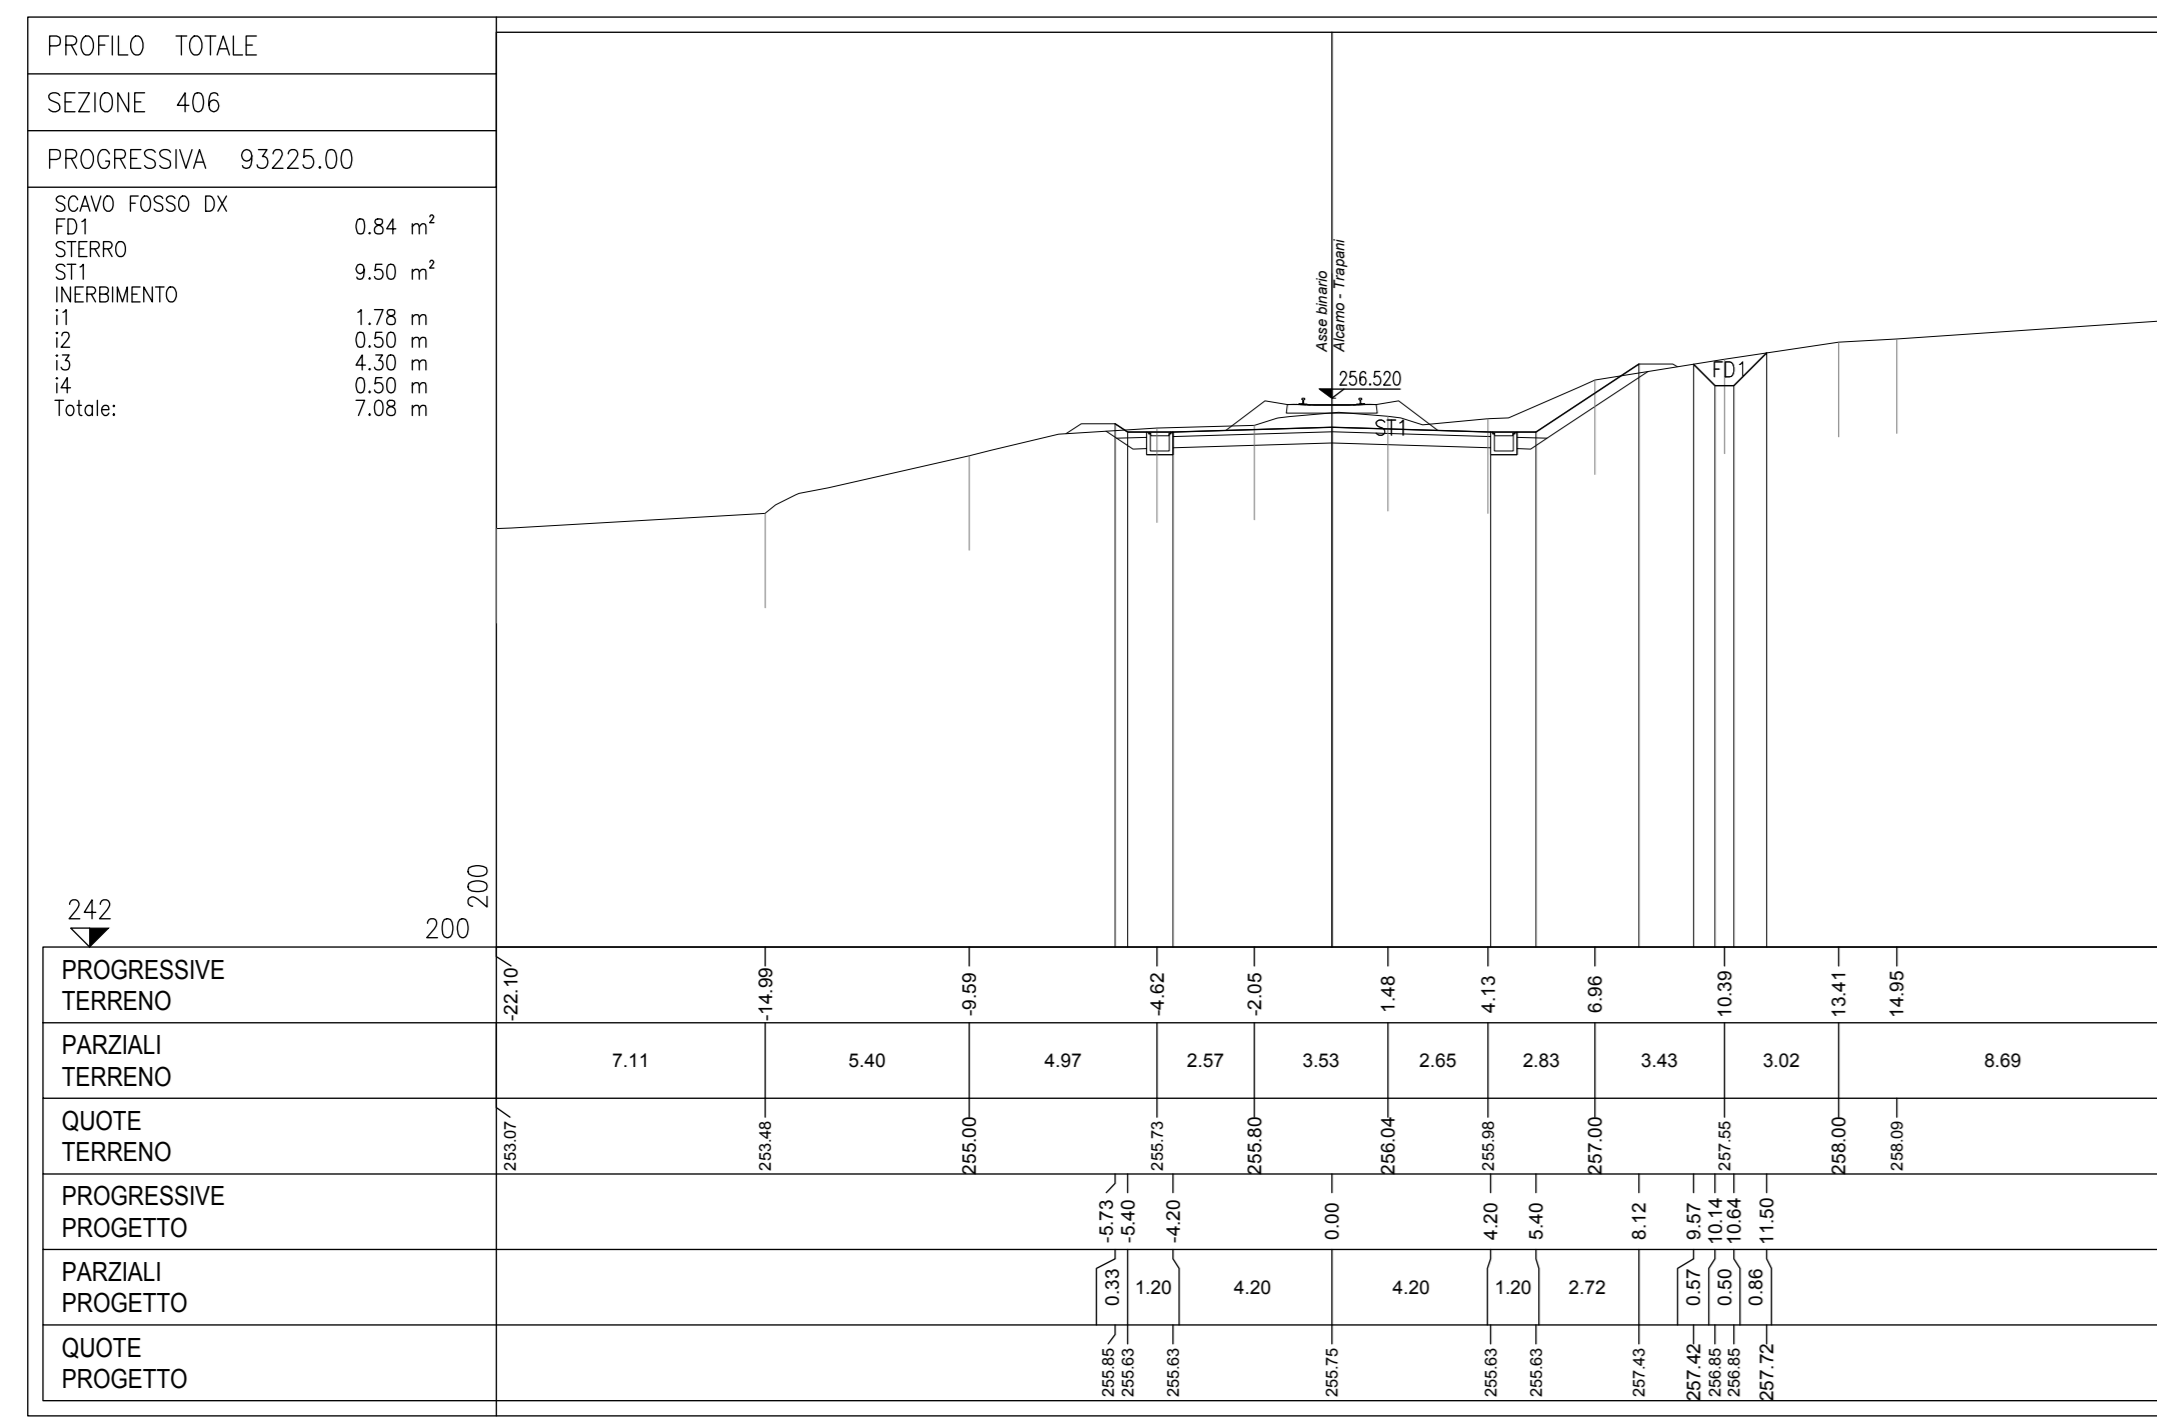 PROFILO TOTALE
SEZIONE 406
PROGRESSIVA 93225.00
SCAVO FOSSO DX
FD1 0.84 m²
STERRO
ST1 9.50 m²
INERBIMENTO
i1 1.78 m
i2 0.50 m
i3 4.30 m
i4 0.50 m
Totale: 7.08 m
Asse binario
Alcamo - Trapani
256.520
FD1
ST1
242
200
200
PROGRESSIVE
TERRENO
-22.10 -14.99 -9.59 -4.62 -2.05 1.48 4.13 6.96 10.39 13.41 14.95
PARZIALI
TERRENO
7.11 5.40 4.97 2.57 3.53 2.65 2.83 3.43 3.02 8.69
QUOTE
TERRENO
253.07 253.48 255.00 255.73 255.80 256.04 255.98 257.00 257.55 258.00 258.09
PROGRESSIVE
PROGETTO
-5.73 -5.40 -4.20 0.00 4.20 5.40 8.12 9.57 10.14 10.64 11.50
PARZIALI
PROGETTO
0.33 1.20 4.20 4.20 1.20 2.72 0.57 0.50 0.86
QUOTE
PROGETTO
255.85 255.63 255.63 255.75 255.63 255.63 257.43 257.42 256.85 256.85 257.72